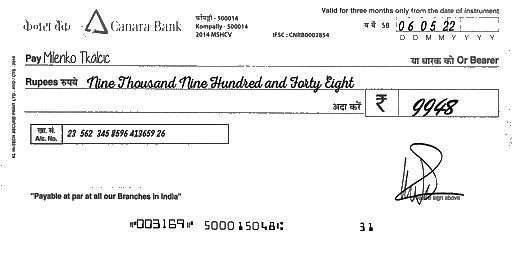 केनरा बैंक Canara Bank
कोंपल्ली - 500014
Kompally - 500014
2014 MSHCV
IFSC : CNRB0002854
Valid for three months only from the date of instrument
SB 06 05 22
D D M M Y Y Y Y
Pay Milenko Tkalcic या धारक को Or Bearer
Rupees रुपये Nine Thousand Nine Hundred and Forty Eight
अदा करें ₹ 9948
खा. सं.
A/c. No. 23 562 345 8596 413659 26
"Payable at par at all our Branches in India"
sign above
⑈003169⑈ 500015048⑆ 31